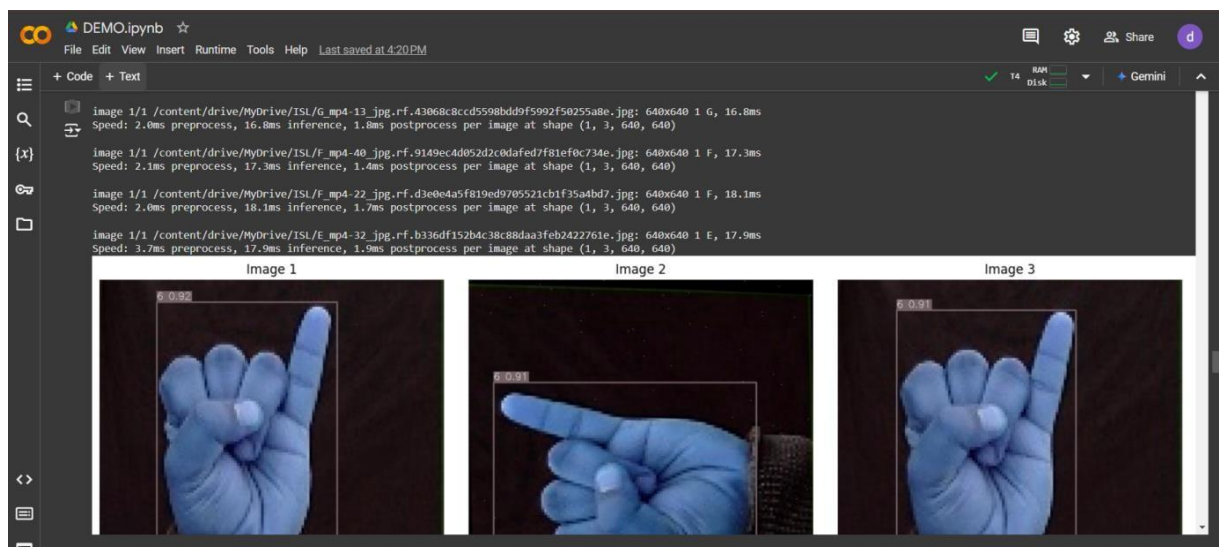 DEMO.ipynb
File Edit View Insert Runtime Tools Help Last saved at 4:20 PM
Share
d
+ Code + Text
T4 RAM Disk
Gemini
image 1/1 /content/drive/MyDrive/ISL/G_mp4-13_jpg.rf.43068c8ccd5598bdd9f5992f50255a8e.jpg: 640x640 1 G, 16.8ms
Speed: 2.0ms preprocess, 16.8ms inference, 1.8ms postprocess per image at shape (1, 3, 640, 640)
image 1/1 /content/drive/MyDrive/ISL/F_mp4-40_jpg.rf.9149ec4d052d2c0dafed7f81ef0c734e.jpg: 640x640 1 F, 17.3ms
Speed: 2.1ms preprocess, 17.3ms inference, 1.4ms postprocess per image at shape (1, 3, 640, 640)
image 1/1 /content/drive/MyDrive/ISL/F_mp4-22_jpg.rf.d3e0e4a5f819ed9705521cb1f35a4bd7.jpg: 640x640 1 F, 18.1ms
Speed: 2.0ms preprocess, 18.1ms inference, 1.7ms postprocess per image at shape (1, 3, 640, 640)
image 1/1 /content/drive/MyDrive/ISL/E_mp4-32_jpg.rf.b336df152b4c38c88daa3feb2422761e.jpg: 640x640 1 E, 17.9ms
Speed: 3.7ms preprocess, 17.9ms inference, 1.9ms postprocess per image at shape (1, 3, 640, 640)
Image 1 Image 2 Image 3
6 0.92
6 0.91
6 0.91
{x}